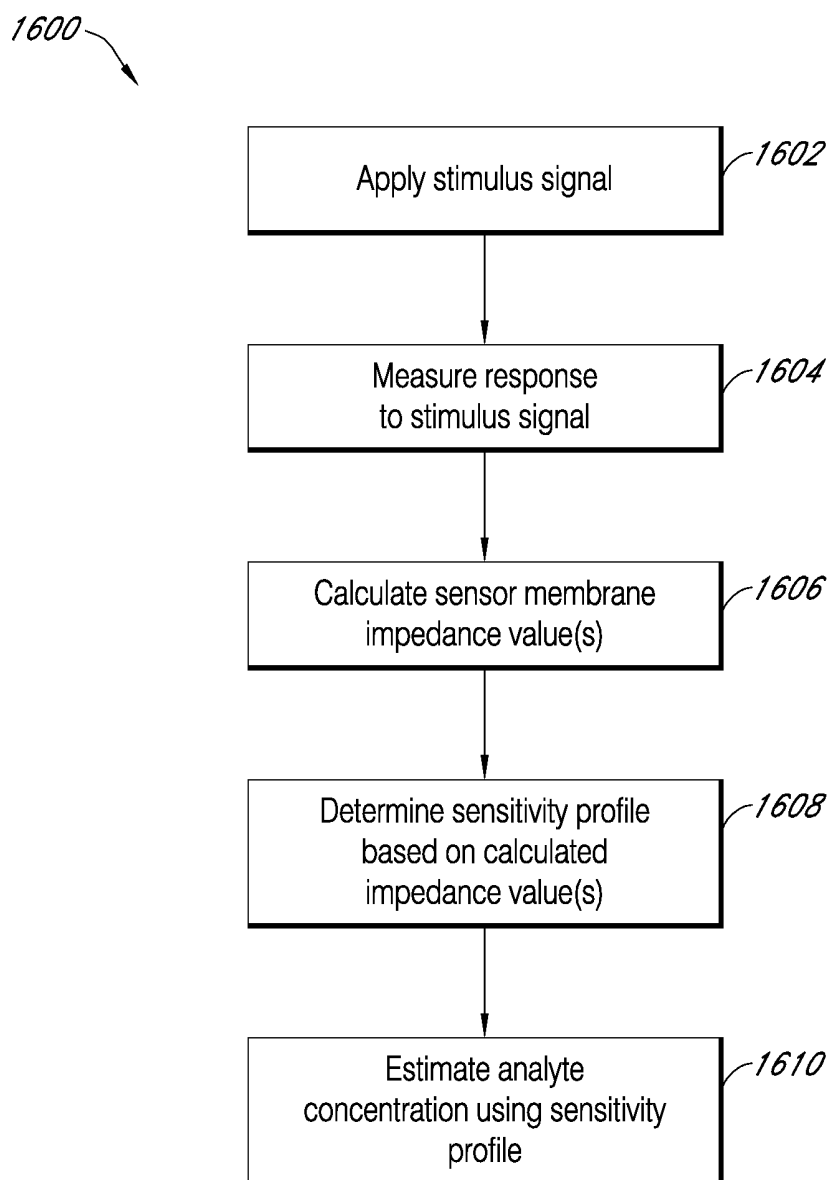 1600
Apply stimulus signal
1602
Measure response
to stimulus signal
1604
Calculate sensor membrane
impedance value(s)
1606
Determine sensitivity profile
based on calculated
impedance value(s)
1608
Estimate analyte
concentration using sensitivity
profile
1610